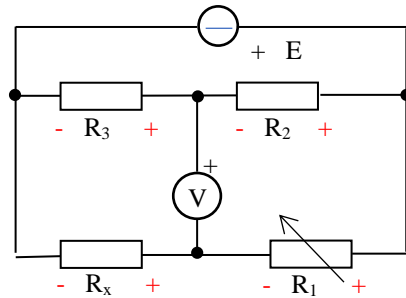 + E
- R₃ + - R₂ +
+
V
- Rₓ + - R₁ +